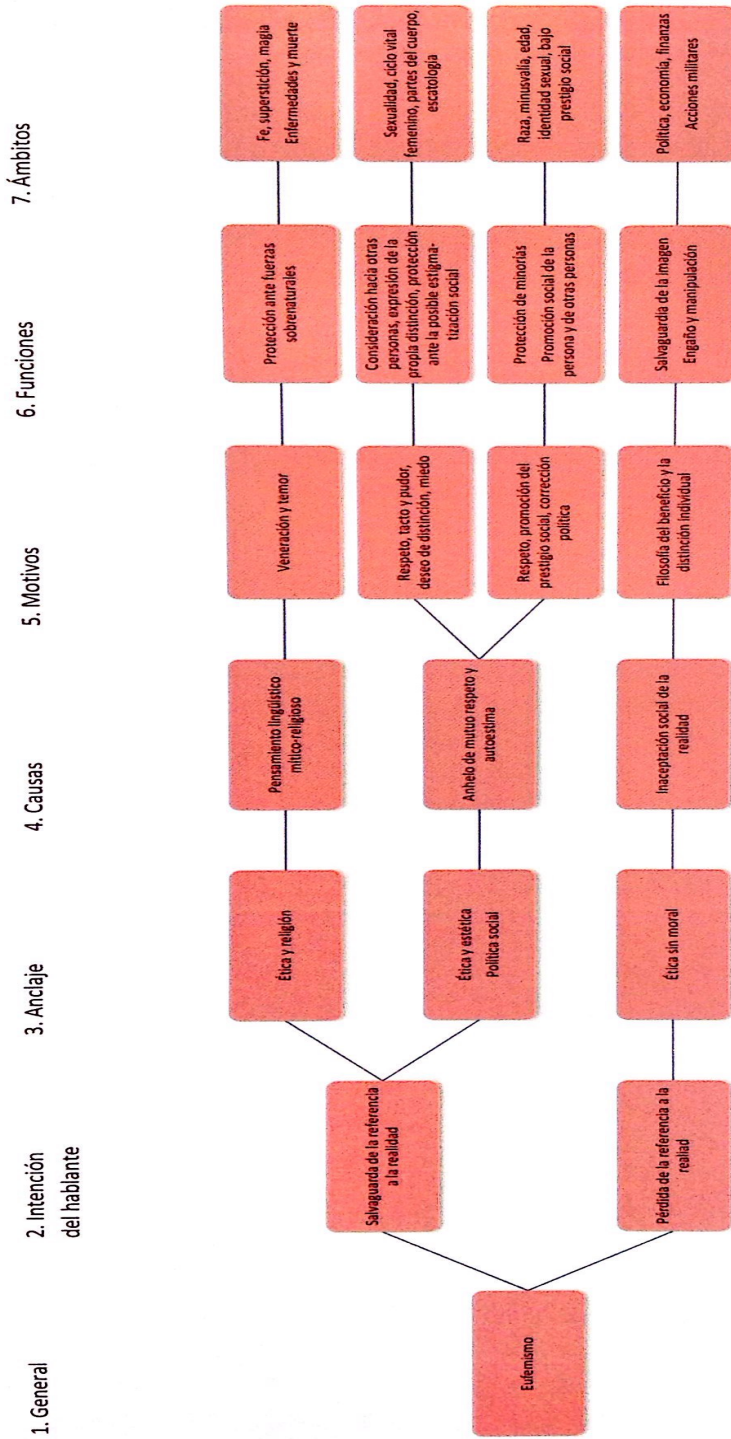 1. General
2. Intención
del hablante
3. Anclaje
4. Causas
5. Motivos
6. Funciones
7. Ámbitos
Eufemismo
Salvaguarda de la referencia
a la realidad
Pérdida de la referencia a la
realiad
Ética y religión
Ética y estética
Política social
Ética sin moral
Pensamiento lingüístico
mítico-religioso
Anhelo de mutuo respeto y
autoestima
Inaceptación social de la
realidad
Veneración y temor
Respeto, tacto y pudor,
deseo de distinción, miedo
Respeto, promoción del
prestigio social, corrección
política
Filosofía del beneficio y la
distinción individual
Protección ante fuerzas
sobrenaturales
Consideración hacia otras
personas, expresión de la
propia distinción, protección
ante la posible estigma-
tización social
Protección de minorías
Promoción social de la
persona y de otras personas
Salvaguardia de la imagen
Engaño y manipulación
Fe, superstición, magia
Enfermedades y muerte
Sexualidad, ciclo vital
femenino, partes del cuerpo,
escatología
Raza, minusvalía, edad,
identidad sexual, bajo
prestigio social
Política, economía, finanzas
Acciones militares